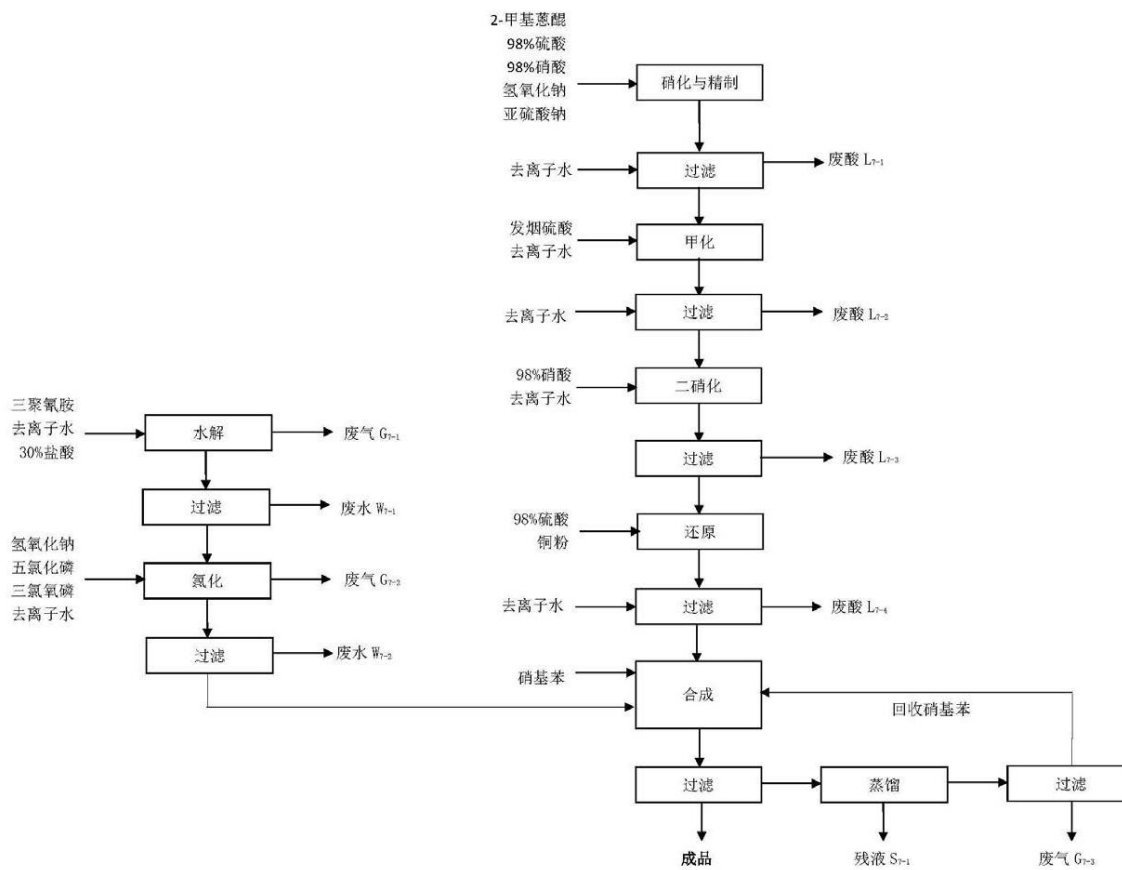 2-甲基蒽醌
98%硫酸
98%硝酸
氢氧化钠
亚硫酸钠
硝化与精制
去离子水
过滤
废酸 L₇₋₁
发烟硫酸
去离子水
甲化
去离子水
过滤
废酸 L₇₋₂
98%硝酸
去离子水
二硝化
三聚氰胺
去离子水
30%盐酸
水解
废气 G₇₋₁
过滤
废酸 L₇₋₃
过滤
废水 W₇₋₁
98%硫酸
铜粉
还原
氢氧化钠
五氯化磷
三氯氧磷
去离子水
氯化
废气 G₇₋₂
去离子水
过滤
废酸 L₇₋₄
过滤
废水 W₇₋₂
硝基苯
合成
回收硝基苯
过滤
蒸馏
过滤
成品
残液 S₇₋₁
废气 G₇₋₃